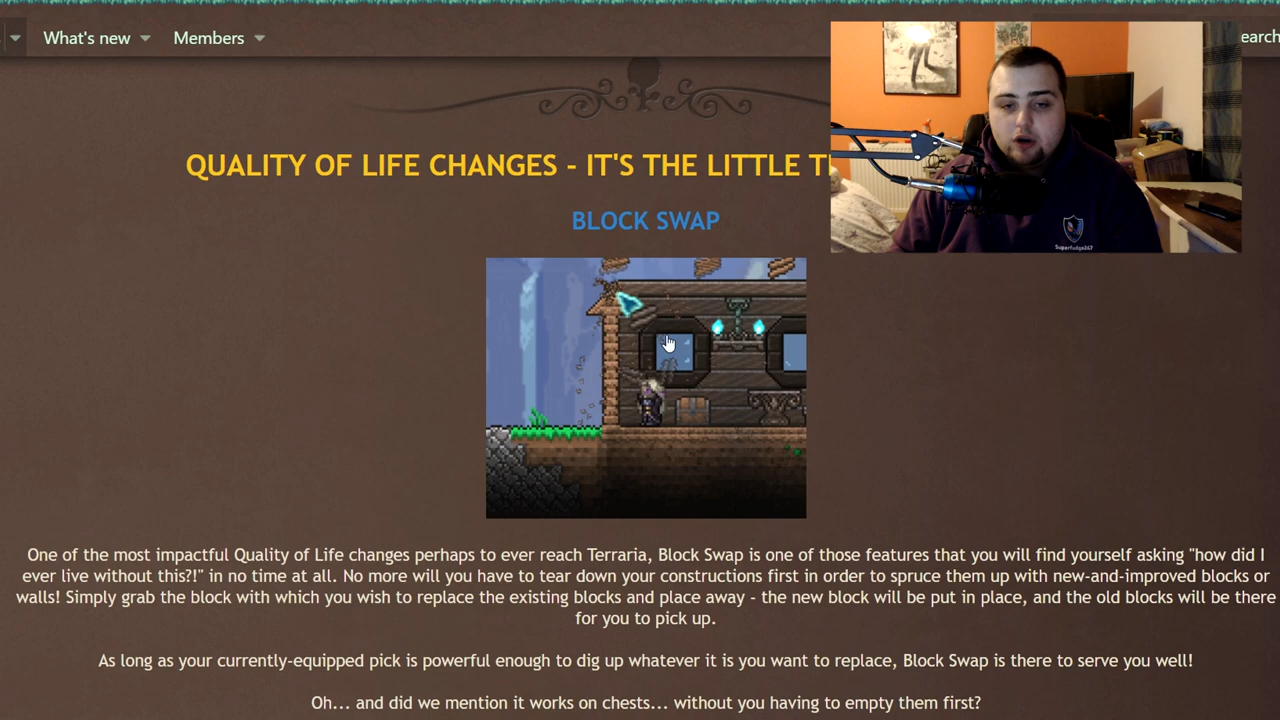 What's new
Members
earch
QUALITY OF LIFE CHANGES - IT'S THE LITTLE
BLOCK SWAP
Superfudge267
One of the most impactful Quality of Life changes perhaps to ever reach Terraria, Block Swap is one of those features that you will find yourself asking "how did I
ever live without this?!" in no time at all. No more will you have to tear down your constructions first in order to spruce them up with new-and-improved blocks or
walls! Simply grab the block with which you wish to replace the existing blocks and place away - the new block will be put in place, and the old blocks will be there
for you to pick up.
As long as your currently-equipped pick is powerful enough to dig up whatever it is you want to replace, Block Swap is there to serve you well!
Oh... and did we mention it works on chests... without you having to empty them first?